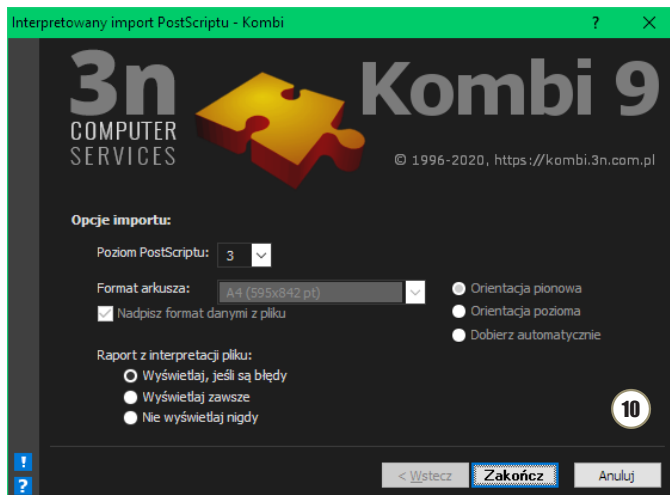 Interpretowany import PostScriptu - Kombi ? ×
3n Kombi 9
COMPUTER
SERVICES
© 1996-2020, https://kombi.3n.com.pl
Opcje importu:
Poziom PostScriptu: 3
Format arkusza: A4 (595x842 pt)
Nadpisz format danymi z pliku
Orientacja pionowa
Orientacja pozioma
Dobierz automatycznie
Raport z interpretacji pliku:
Wyświetlaj, jeśli są błędy
Wyświetlaj zawsze
Nie wyświetlaj nigdy
10
!
?
< Wstecz Zakończ Anuluj